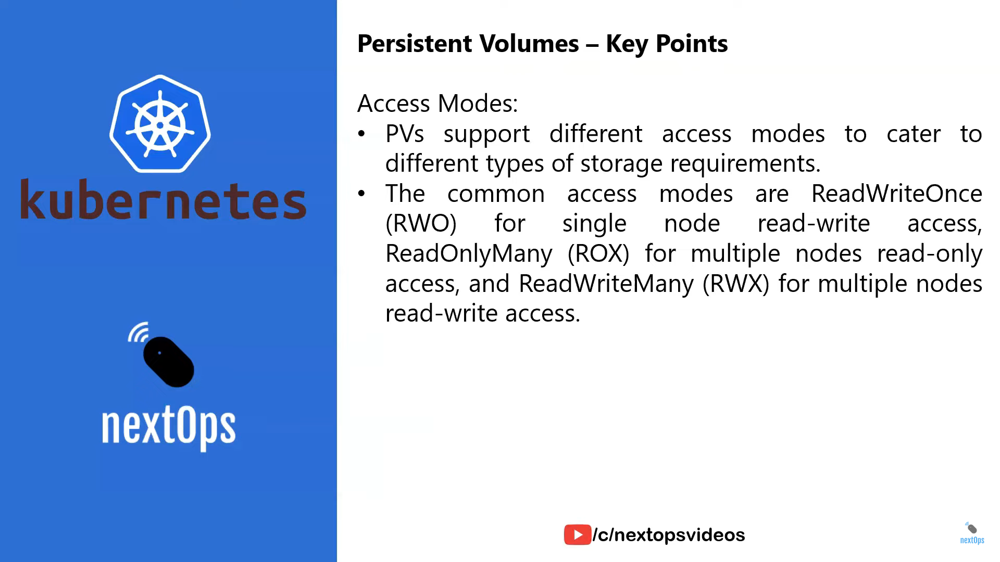 Persistent Volumes – Key Points
Access Modes:
• PVs support different access modes to cater to
different types of storage requirements.
• The common access modes are ReadWriteOnce
(RWO) for single node read-write access,
ReadOnlyMany (ROX) for multiple nodes read-only
access, and ReadWriteMany (RWX) for multiple nodes
read-write access.
kubernetes
nextOps
/c/nextopsvideos
nextOps